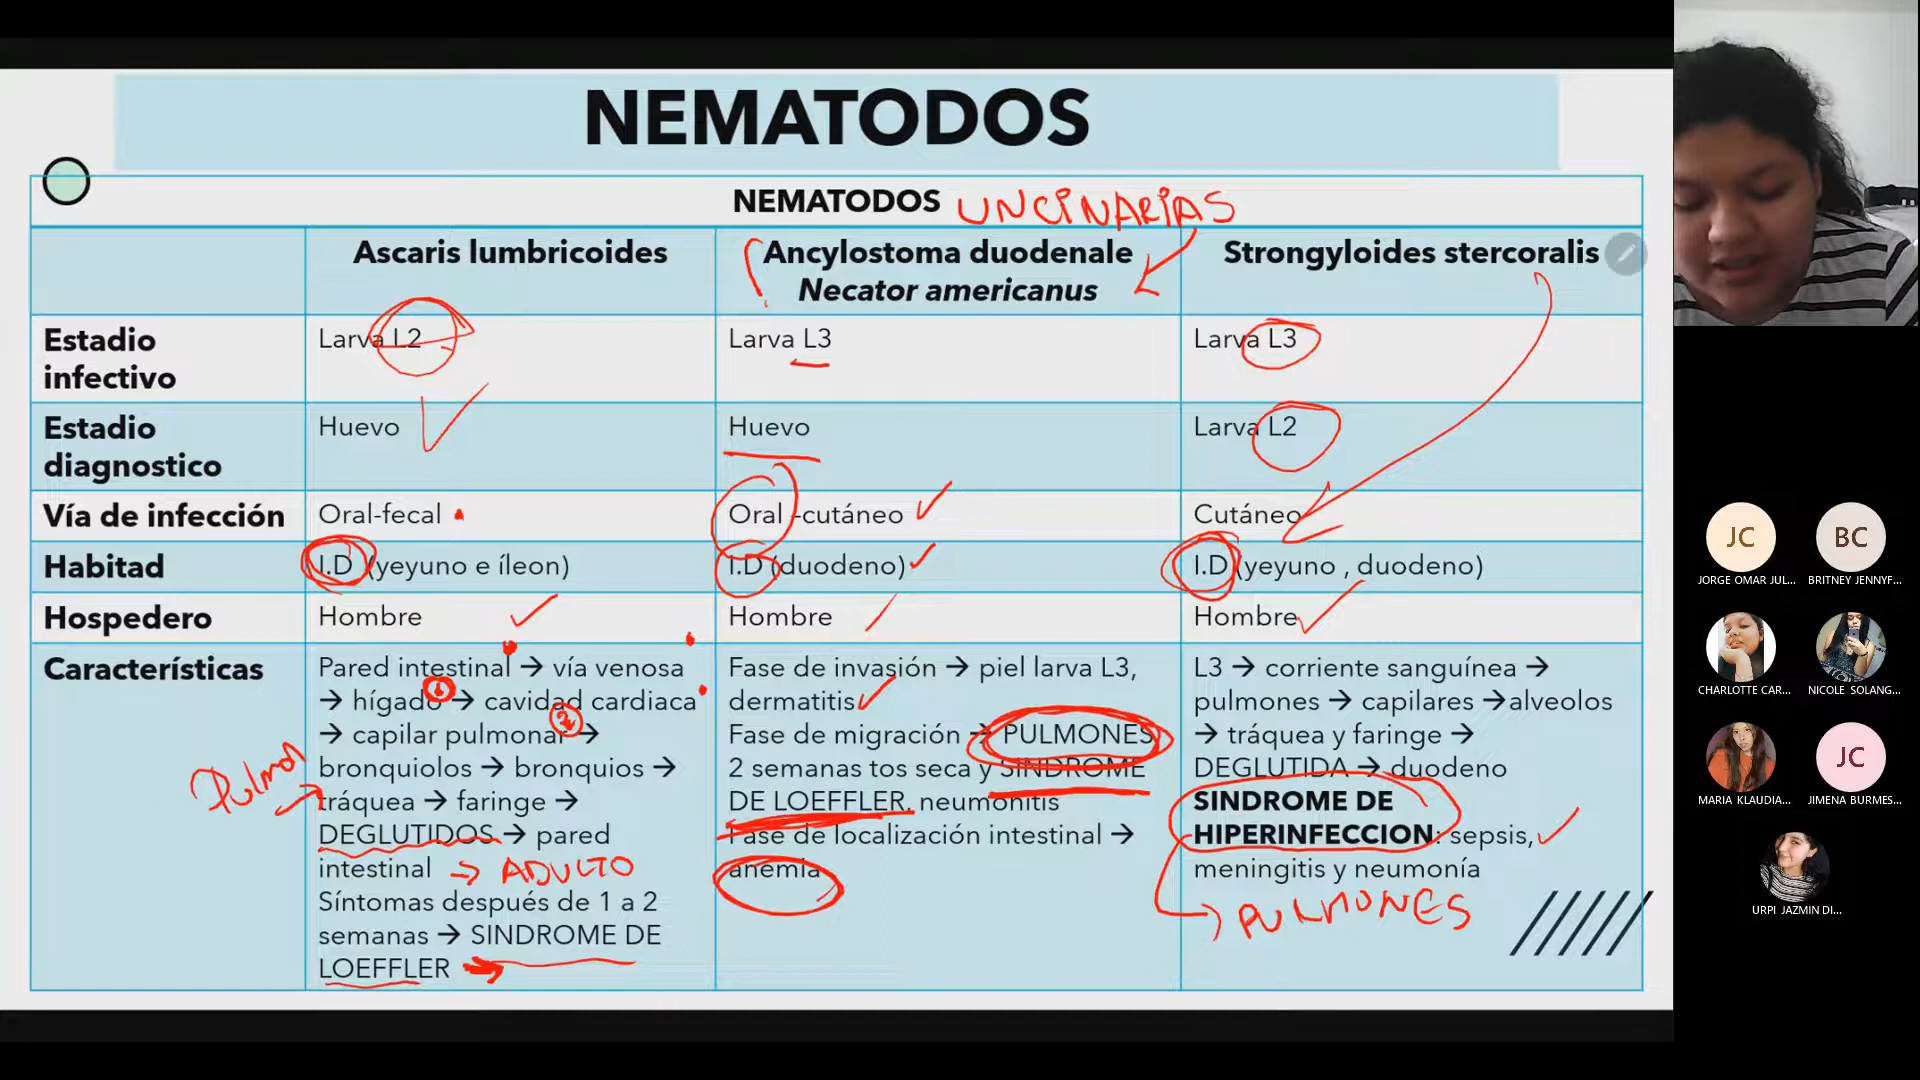 NEMATODOS
NEMATODOS UNCINARIAS
Ascaris lumbricoides
Ancylostoma duodenale
Necator americanus
Strongyloides stercoralis
Estadio
infectivo
Larva L2
Larva L3
Larva L3
Estadio
diagnostico
Huevo
Huevo
Larva L2
Vía de infección
Oral-fecal
Oral -cutáneo
Cutáneo
Habitad
I.D (yeyuno e íleon)
I.D (duodeno)
I.D (yeyuno , duodeno)
Hospedero
Hombre
Hombre
Hombre
Características
Pared intestinal → vía venosa
→ hígado → cavidad cardiaca
→ capilar pulmonar →
bronquiolos → bronquios →
tráquea → faringe →
DEGLUTIDOS → pared
intestinal → ADULTO
Síntomas después de 1 a 2
semanas → SINDROME DE
LOEFFLER
1
2
Pulmon
Fase de invasión → piel larva L3,
dermatitis
Fase de migración → PULMONES
2 semanas tos seca y SINDROME
DE LOEFFLER, neumonitis
Fase de localización intestinal →
anemia
L3 → corriente sanguínea →
pulmones → capilares →alveolos
→ tráquea y faringe →
DEGLUTIDA → duodeno
SINDROME DE
HIPERINFECCION: sepsis,
meningitis y neumonía
→ PULMONES
JC
BC
JORGE OMAR JUL...
BRITNEY JENNYF...
CHARLOTTE CAR...
NICOLE SOLANG...
JC
MARIA KLAUDIA...
JIMENA BURMES...
URPI JAZMIN DI...